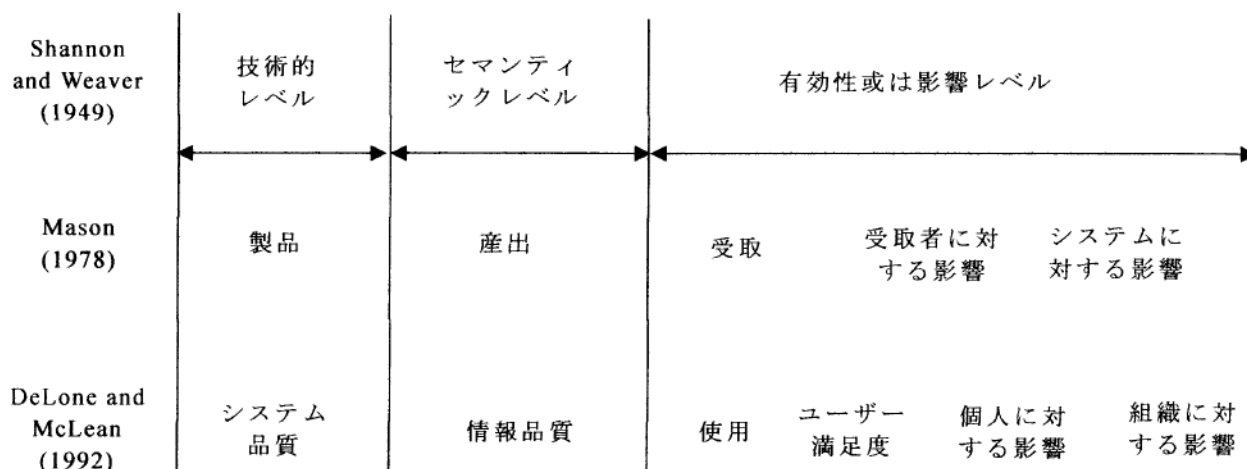 Shannon
and Weaver
(1949)
技術的
レベル
セマンティ
ックレベル
有効性或は影響レベル
Mason
(1978)
製品
産出
受取
受取者に対
する影響
システムに
対する影響
DeLone and
McLean
(1992)
システム
品質
情報品質
使用
ユーザー
満足度
個人に対
する影響
組織に対
する影響